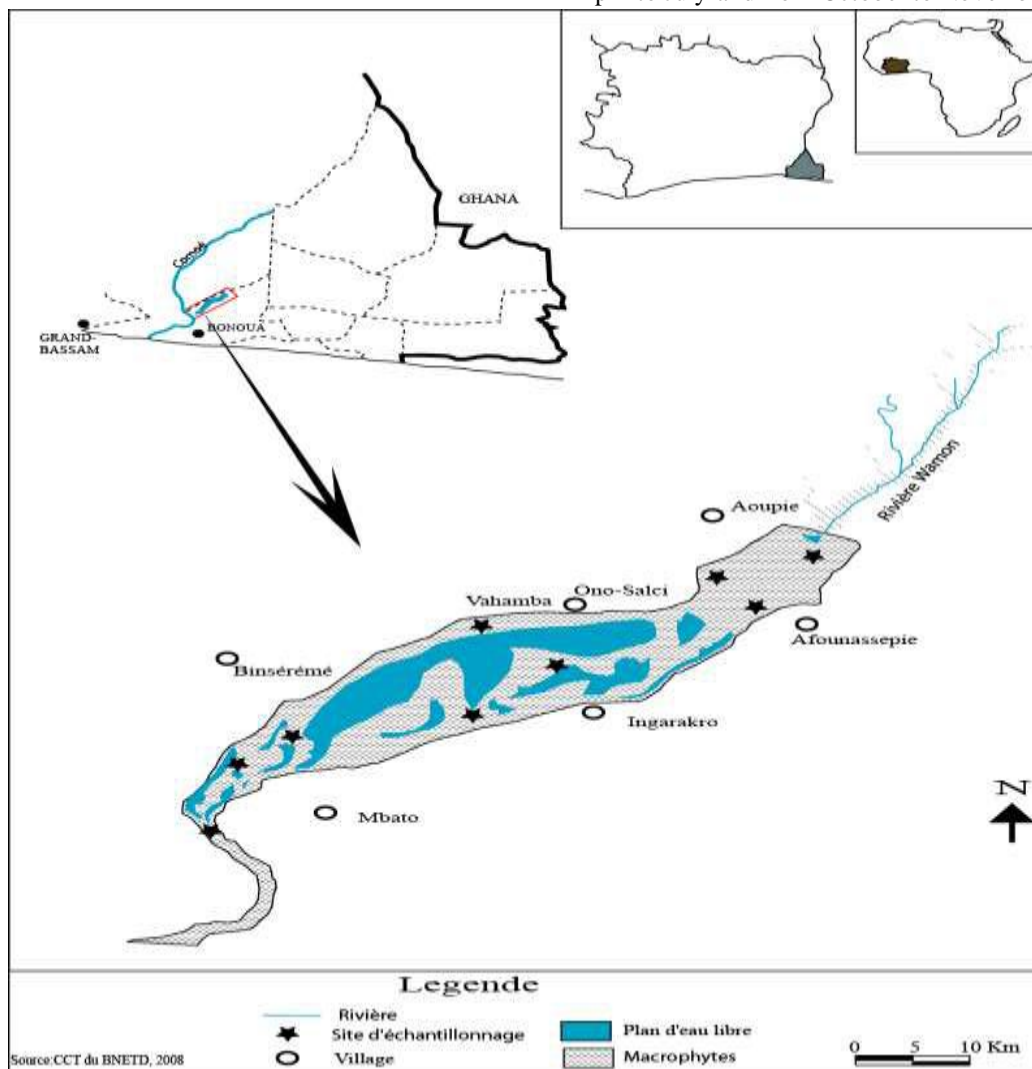 GHANA
Comoé
BONOUA
GRAND-
BASSAM
Rivière Wamon
Aoupie
Ono-Salci
Vahamba
Afounassepie
Binsérémé
Ingarakro
Mbato
N
Legende
Rivière
Site d'échantillonnage
Village
Plan d'eau libre
Macrophytes
0 5 10 Km
Source:CCT du BNETD, 2008